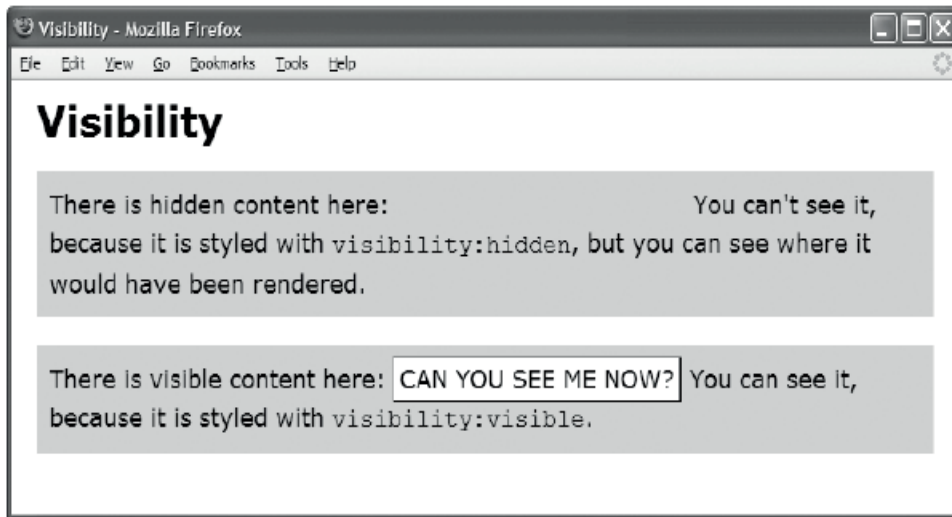 Visibility - Mozilla Firefox
File Edit View Go Bookmarks Tools Help
Visibility
There is hidden content here: You can't see it,
because it is styled with visibility:hidden, but you can see where it
would have been rendered.
There is visible content here: CAN YOU SEE ME NOW? You can see it,
because it is styled with visibility:visible.